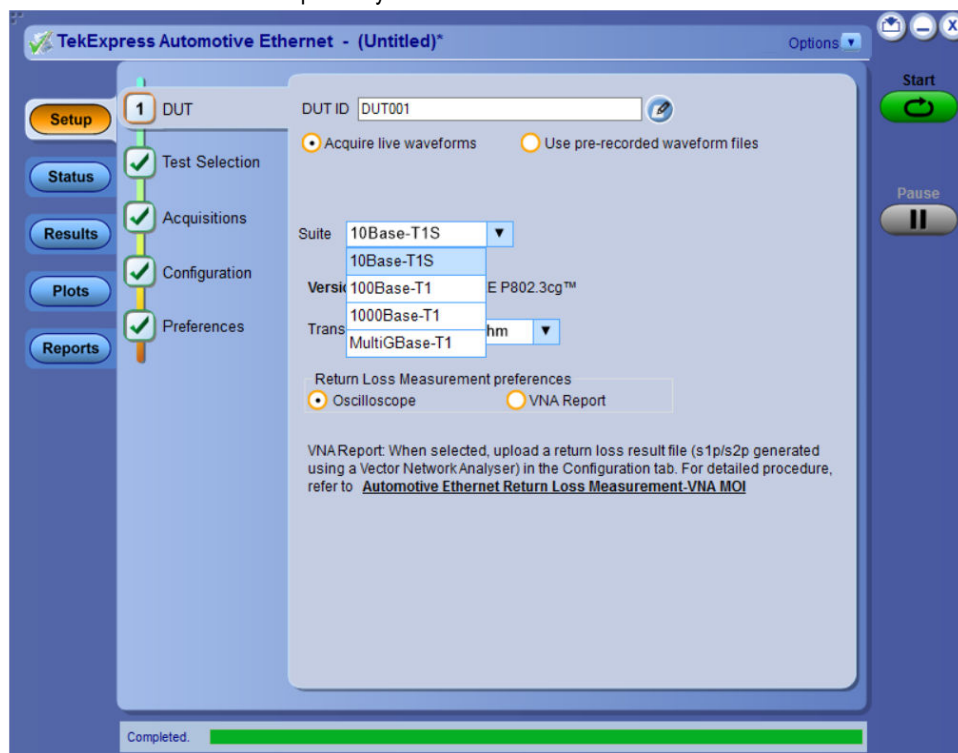 TekExpress Automotive Ethernet - (Untitled)*
Options
Start
Pause
Setup
Status
Results
Plots
Reports
1 DUT
Test Selection
Acquisitions
Configuration
Preferences
DUT ID DUT001
Acquire live waveforms
Use pre-recorded waveform files
Suite 10Base-T1S
10Base-T1S
100Base-T1
1000Base-T1
MultiGBase-T1
E P802.3cg™
Trans
hm
Return Loss Measurement preferences
Oscilloscope
VNA Report
VNA Report: When selected, upload a return loss result file (s1p/s2p generated
using a Vector Network Analyser) in the Configuration tab. For detailed procedure,
refer to Automotive Ethernet Return Loss Measurement-VNA MOI
Completed.